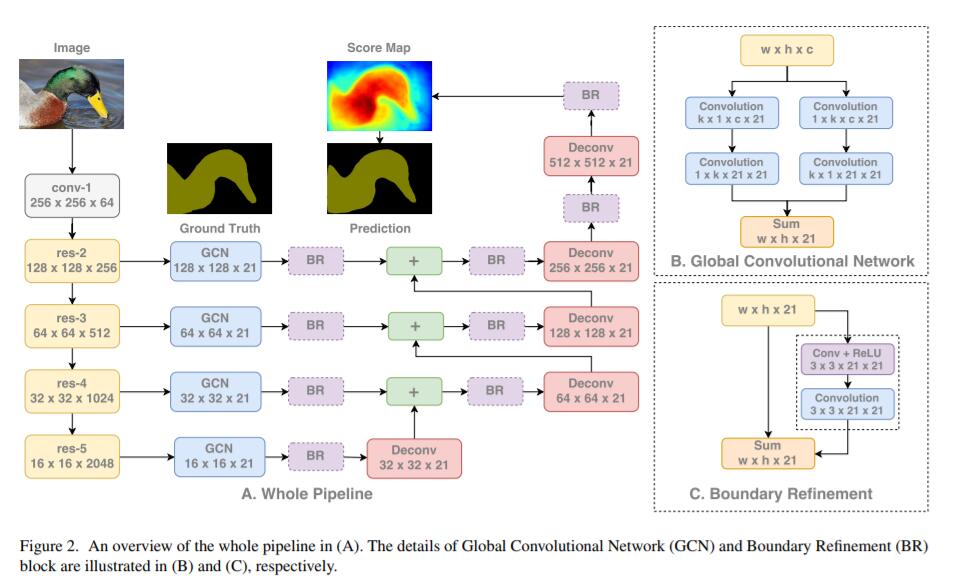 Image
Score Map
Ground Truth
Prediction
conv-1
256 x 256 x 64
res-2
128 x 128 x 256
GCN
128 x 128 x 21
BR
+
BR
Deconv
256 x 256 x 21
BR
Deconv
512 x 512 x 21
BR
res-3
64 x 64 x 512
GCN
64 x 64 x 21
BR
+
BR
Deconv
128 x 128 x 21
res-4
32 x 32 x 1024
GCN
32 x 32 x 21
BR
+
BR
Deconv
64 x 64 x 21
res-5
16 x 16 x 2048
GCN
16 x 16 x 21
BR
Deconv
32 x 32 x 21
A. Whole Pipeline
w x h x c
Convolution
k x 1 x c x 21
Convolution
1 x k x c x 21
Convolution
1 x k x 21 x 21
Convolution
k x 1 x 21 x 21
Sum
w x h x 21
B. Global Convolutional Network
w x h x 21
Conv + ReLU
3 x 3 x 21 x 21
Convolution
3 x 3 x 21 x 21
Sum
w x h x 21
C. Boundary Refinement
Figure 2. An overview of the whole pipeline in (A). The details of Global Convolutional Network (GCN) and Boundary Refinement (BR)
block are illustrated in (B) and (C), respectively.